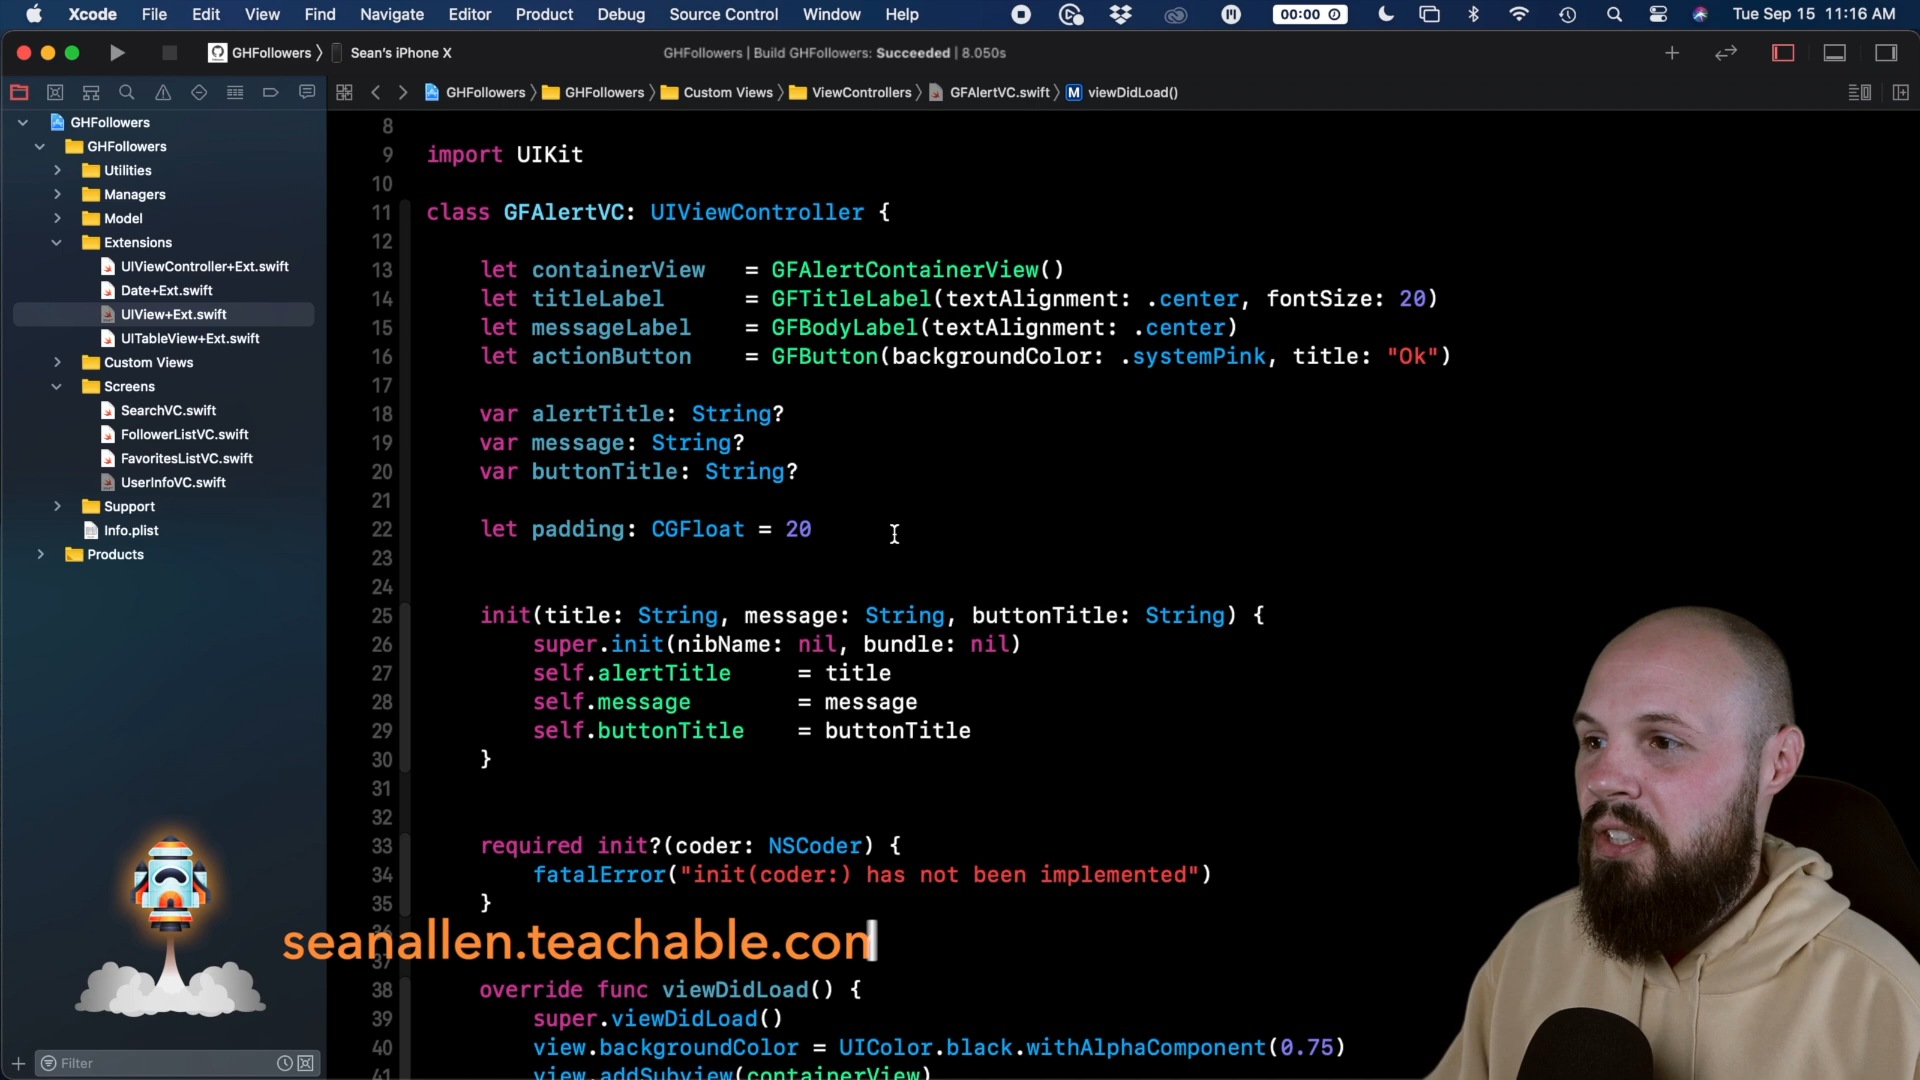 Xcode File Edit View Find Navigate Editor Product Debug Source Control Window Help 00:00 Tue Sep 15 11:16 AM
GHFollowers Sean's iPhone X GHFollowers | Build GHFollowers: Succeeded | 8.050s
GHFollowers GHFollowers Custom Views ViewControllers GFAlertVC.swift M viewDidLoad()
GHFollowers
GHFollowers
Utilities
Managers
Model
Extensions
UIViewController+Ext.swift
Date+Ext.swift
UIView+Ext.swift
UITableView+Ext.swift
Custom Views
Screens
SearchVC.swift
FollowerListVC.swift
FavoritesListVC.swift
UserInfoVC.swift
Support
Info.plist
Products
Filter
8
9 import UIKit
10
11 class GFAlertVC: UIViewController {
12
13 let containerView = GFAlertContainerView()
14 let titleLabel = GFTitleLabel(textAlignment: .center, fontSize: 20)
15 let messageLabel = GFBodyLabel(textAlignment: .center)
16 let actionButton = GFButton(backgroundColor: .systemPink, title: "Ok")
17
18 var alertTitle: String?
19 var message: String?
20 var buttonTitle: String?
21
22 let padding: CGFloat = 20
23
24
25 init(title: String, message: String, buttonTitle: String) {
26 super.init(nibName: nil, bundle: nil)
27 self.alertTitle = title
28 self.message = message
29 self.buttonTitle = buttonTitle
30 }
31
32
33 required init?(coder: NSCoder) {
34 fatalError("init(coder:) has not been implemented")
35 }
seanallen.teachable.con
37
38 override func viewDidLoad() {
39 super.viewDidLoad()
40 view.backgroundColor = UIColor.black.withAlphaComponent(0.75)
41 view.addSubview(containerView)